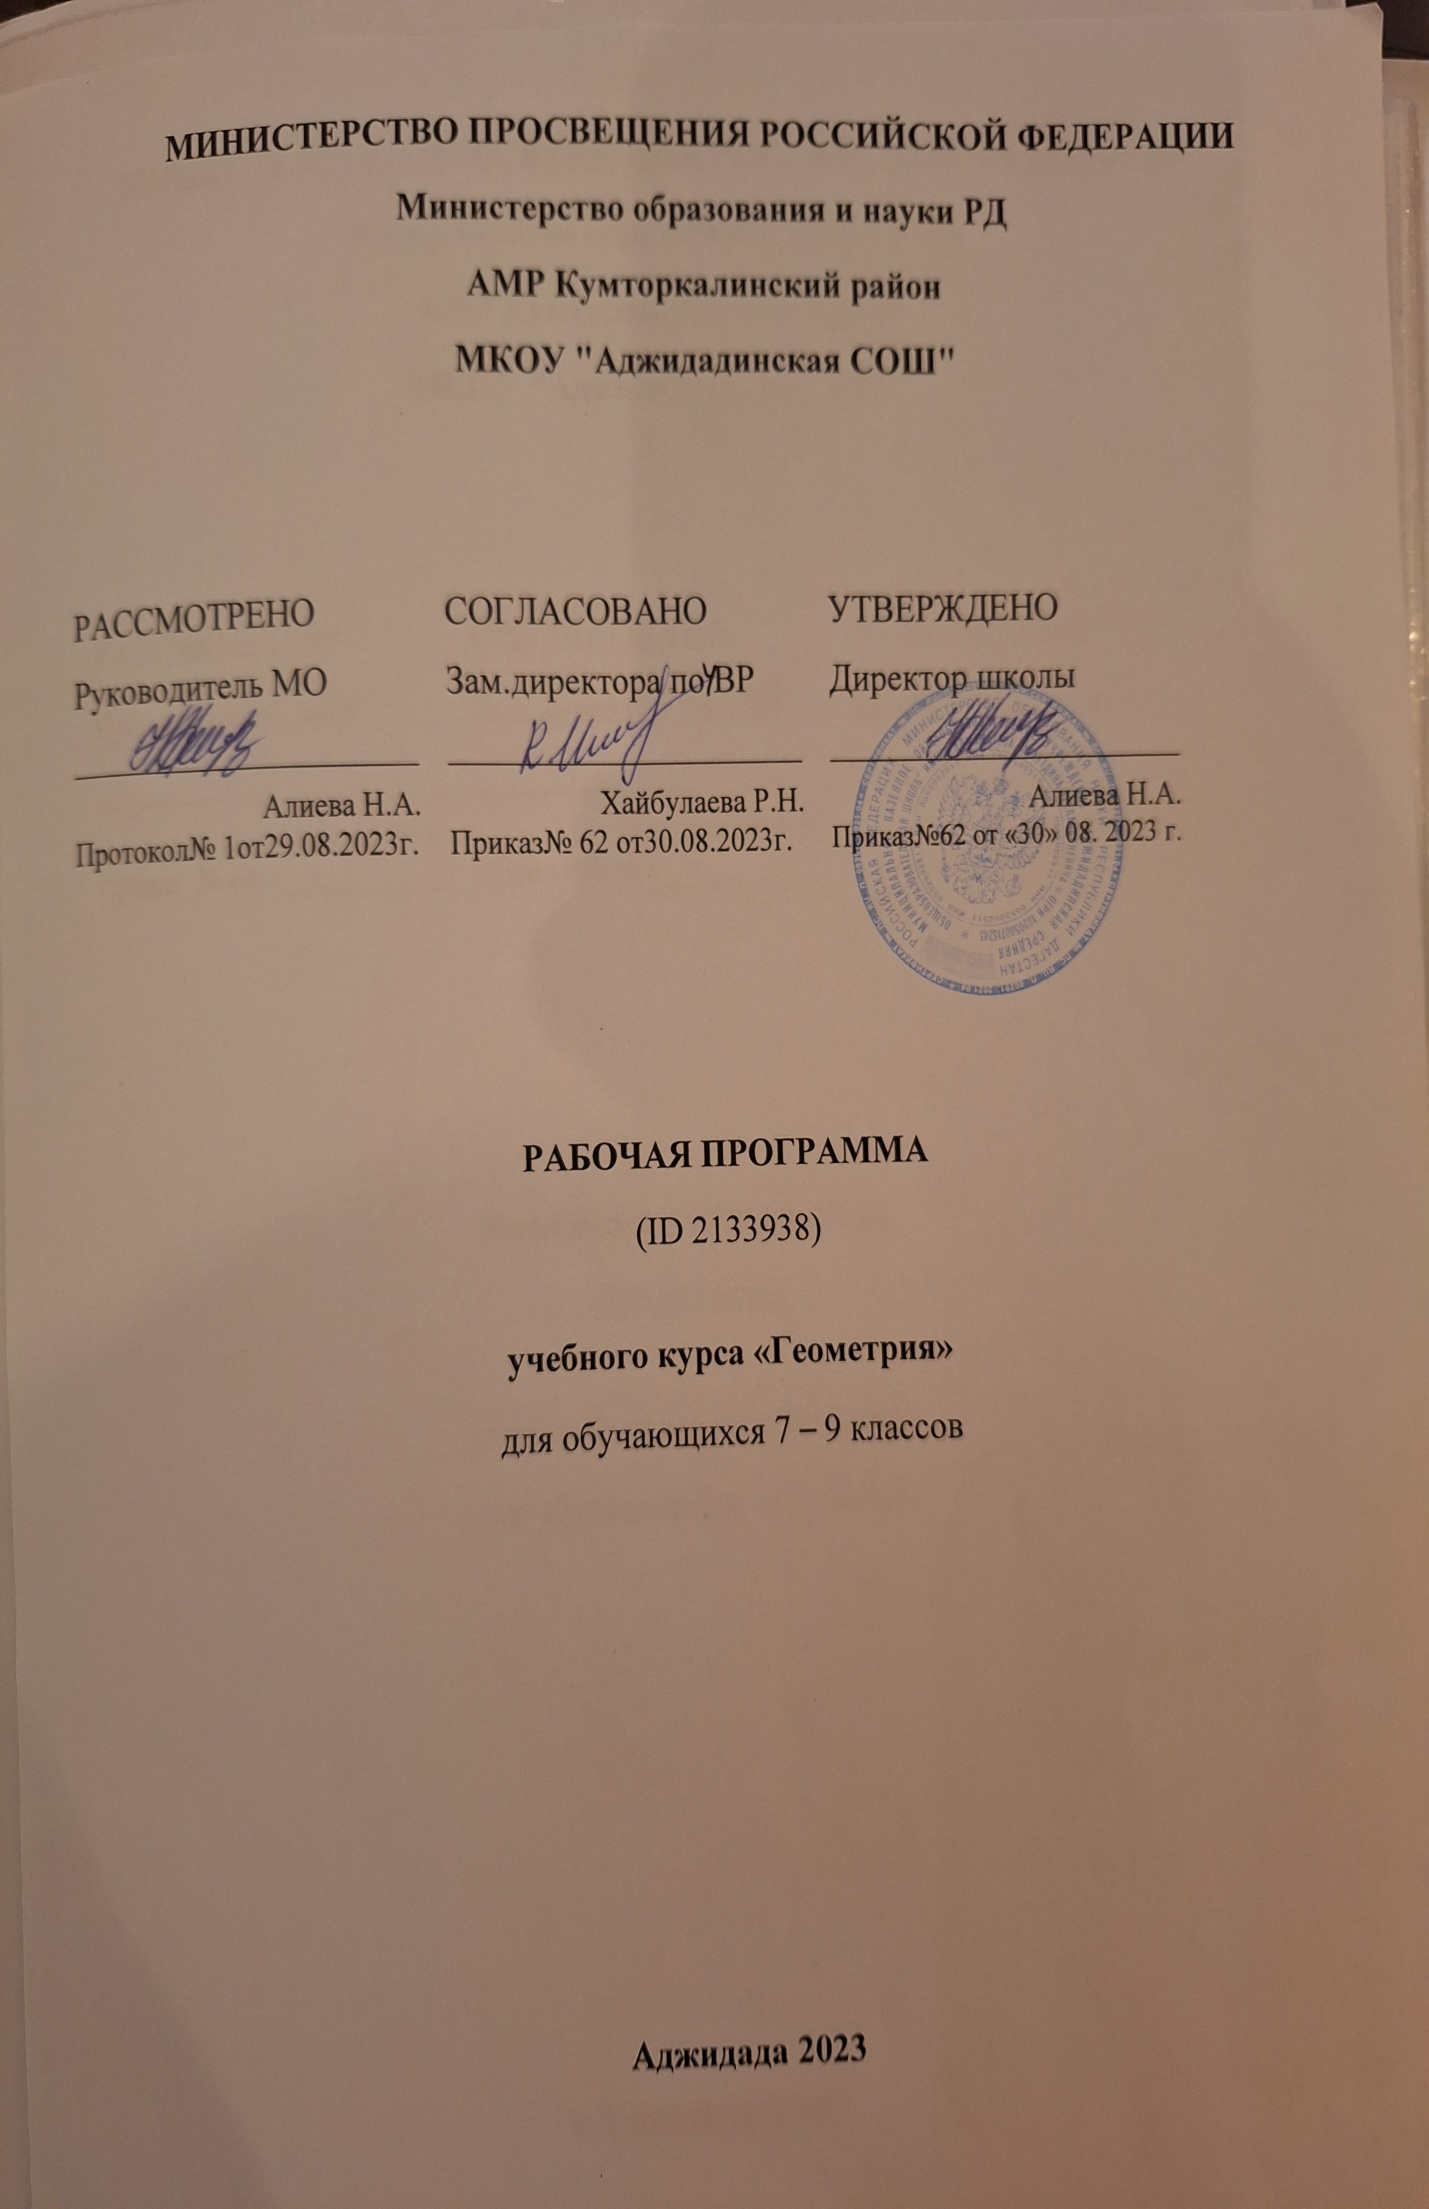 МИНИСТЕРСТВО ПРОСВЕЩЕНИЯ РОССИЙСКОЙ ФЕДЕРАЦИИ
Министерство образования и науки РД
АМР Кумторкалинский район
МКОУ "Аджидадинская СОШ"
РАССМОТРЕНО
Руководитель МО
Алиева Н.А.
Протокол№ 1от29.08.2023г.
СОГЛАСОВАНО
Зам.директора по УВР
Хайбулаева Р.Н.
Приказ№ 62 от30.08.2023г.
УТВЕРЖДЕНО
Директор школы
Алиева Н.А.
Приказ№62 от «30» 08. 2023 г.
РАБОЧАЯ ПРОГРАММА
(ID 2133938)
учебного курса «Геометрия»
для обучающихся 7 – 9 классов
Аджидада 2023